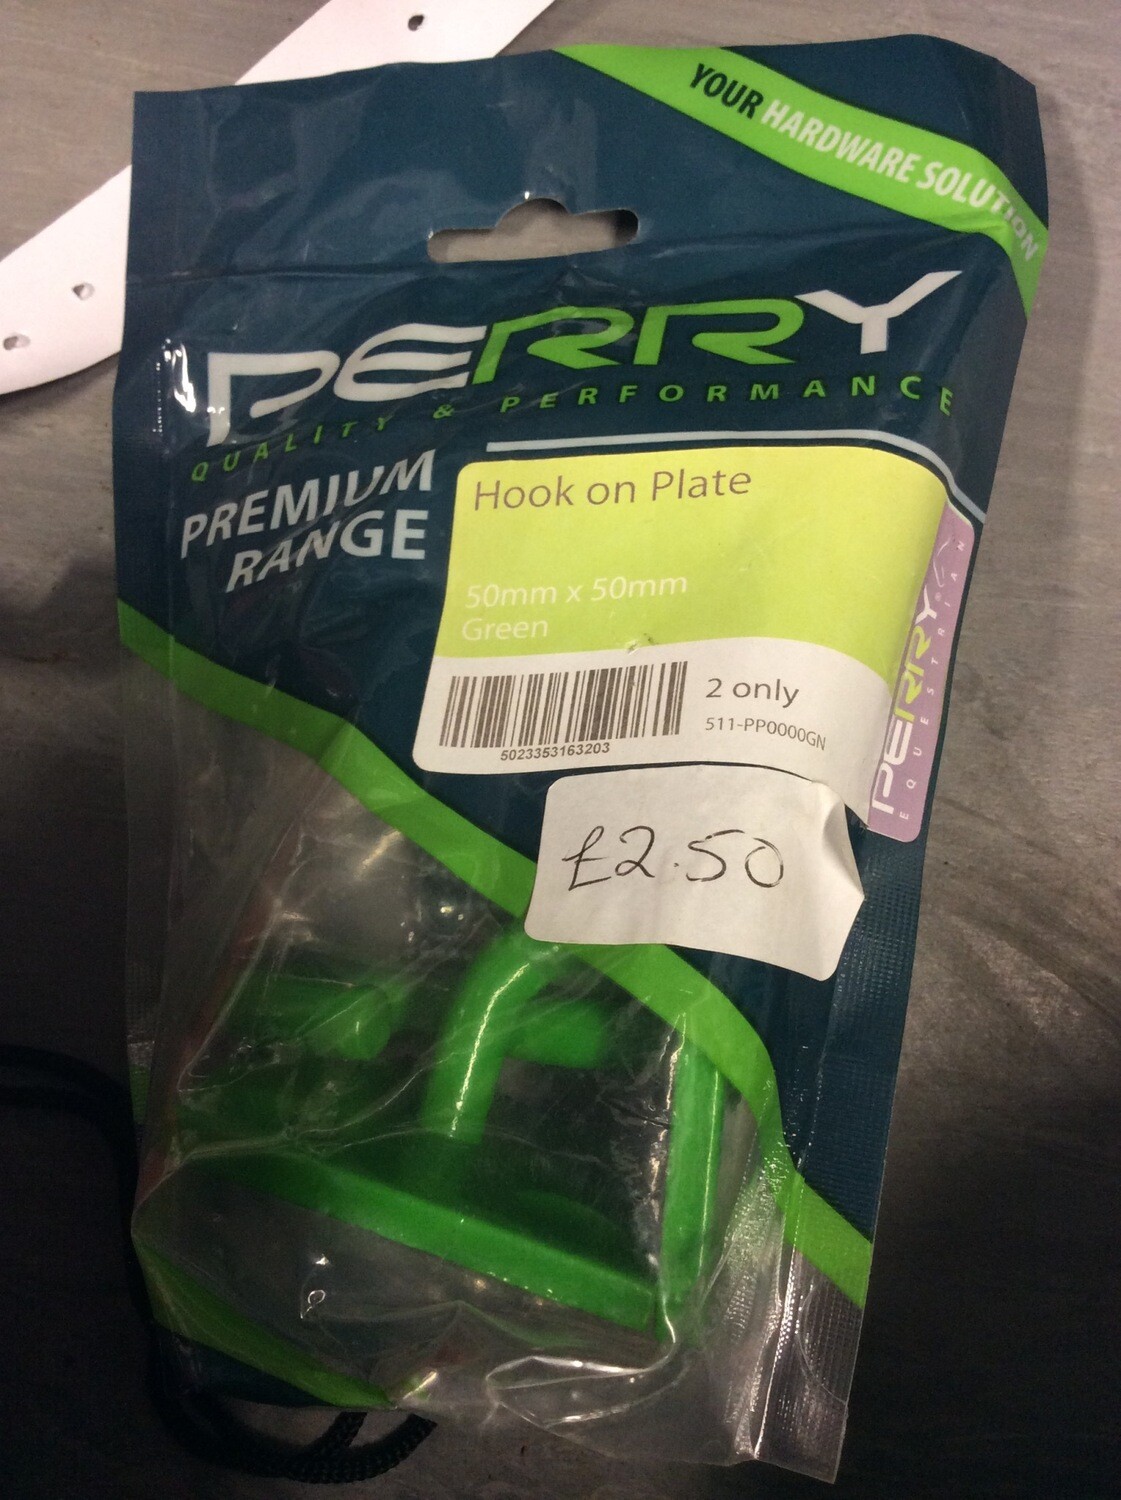 YOUR HARDWARE SOLUTION
PERRY
QUALITY & PERFORMANCE
PREMIUM
RANGE
Hook on Plate
50mm x 50mm
Green
2 only
511-PP0000GN
5023353163203
PERRY
EQUESTRIAN
£2.50